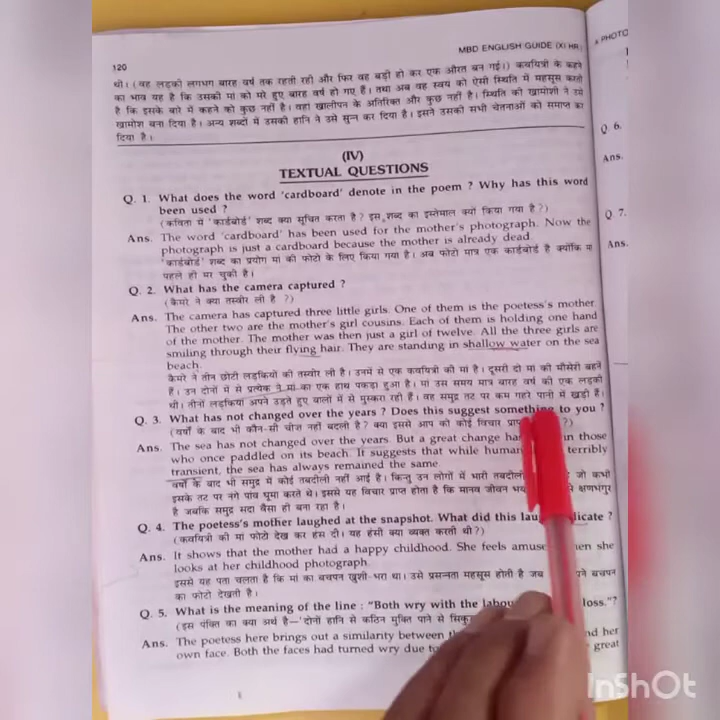 120
MBD ENGLISH GUIDE (XI HR.)
थी। (वह लड़की लगभग बारह वर्ष तक रहती रही और फिर वह बड़ी हो कर एक औरत बन गई।) कवयित्री के कहने
का भाव यह है कि उसकी मां को मरे हुए बारह वर्ष हो गए हैं। तथा अब वह स्वयं को ऐसी स्थिति में महसूस करती
है कि इसके बारे में कहने को कुछ नहीं है। वहां खालीपन के अतिरिक्त और कुछ नहीं है। स्थिति की खामोशी ने उसे
खामोश बना दिया है। अन्य शब्दों में उसकी हानि ने उसे सुन्न कर दिया है। इसने उसकी सभी चेतनाओं को समाप्त कर
दिया है।
(IV)
TEXTUAL QUESTIONS
Q. 1. What does the word 'cardboard' denote in the poem ? Why has this word
been used ?
(कविता में 'कार्डबोर्ड' शब्द क्या सूचित करता है? इस शब्द का इस्तेमाल क्यों किया गया है?)
Ans. The word 'cardboard' has been used for the mother's photograph. Now the
photograph is just a cardboard because the mother is already dead.
'कार्डबोर्ड' शब्द का प्रयोग मां की फोटो के लिए किया गया है। अब फोटो मात्र एक कार्डबोर्ड है क्योंकि मां
पहले ही मर चुकी है।
Q. 2. What has the camera captured ?
(कैमरे ने क्या तस्वीर ली है ?)
Ans. The camera has captured three little girls. One of them is the poetess's mother.
The other two are the mother's girl cousins. Each of them is holding one hand
of the mother. The mother was then just a girl of twelve. All the three girls are
smiling through their flying hair. They are standing in shallow water on the sea
beach.
कैमरे ने तीन छोटी लड़कियों की तस्वीर ली है। उनमें से एक कवयित्री की मां है। दूसरी दो मां की मौसेरी बहनें
हैं। उन दोनों में से प्रत्येक ने मां का एक हाथ पकड़ा हुआ है। मां उस समय मात्र बारह वर्ष की एक लड़की
थी। तीनों लड़कियां अपने उड़ते हुए बालों में से मुस्करा रही हैं। वह समुद्र तट पर कम गहरे पानी में खड़ी हैं।
Q. 3. What has not changed over the years ? Does this suggest something to you ?
(वर्षों के बाद भी कौन-सी चीज नहीं बदली है? क्या इससे आप को कोई विचार ?)
Ans. The sea has not changed over the years. But a great change has in those
who once paddled on its beach. It suggests that while human terribly
transient, the sea has always remained the same.
वर्षों के बाद भी समुद्र में कोई तबदीली नहीं आई है। किन्तु उन लोगों में भारी तबदीली जो कभी
इसके तट पर नंगे पांव घूमा करते थे। इससे यह विचार प्राप्त होता है कि मानव जीवन क्षणभंगुर
है जबकि समुद्र सदा वैसा ही बना रहा है।
Q. 4. The poetess's mother laughed at the snapshot. What did this ?
(कवयित्री की मां फोटो देख कर हंस दी। यह हंसी क्या व्यक्त करती थी?)
Ans. It shows that the mother had a happy childhood. She feels she
looks at her childhood photograph.
इससे यह पता चलता है कि मां का बचपन खुशी-भरा था। उसे प्रसन्नता महसूस होती है जब बचपन
का फोटो देखती है।
Q. 5. What is the meaning of the line : "Both wry with the loss."?
(इस पंक्ति का क्या अर्थ है—'दोनों हानि से कठिन मुक्ति पाने से
Ans. The poetess here brings out a similarity between her
own face. Both the faces had turned wry due great
Q 6.
Ans.
Q 7.
Ans.
InShOt